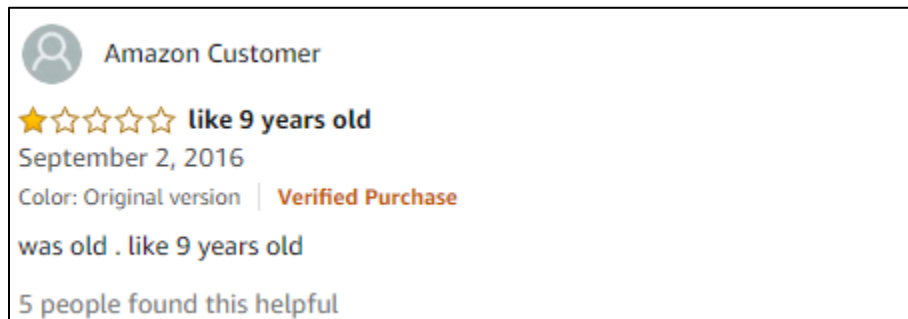 Amazon Customer
like 9 years old
September 2, 2016
Color: Original version Verified Purchase
was old . like 9 years old
5 people found this helpful